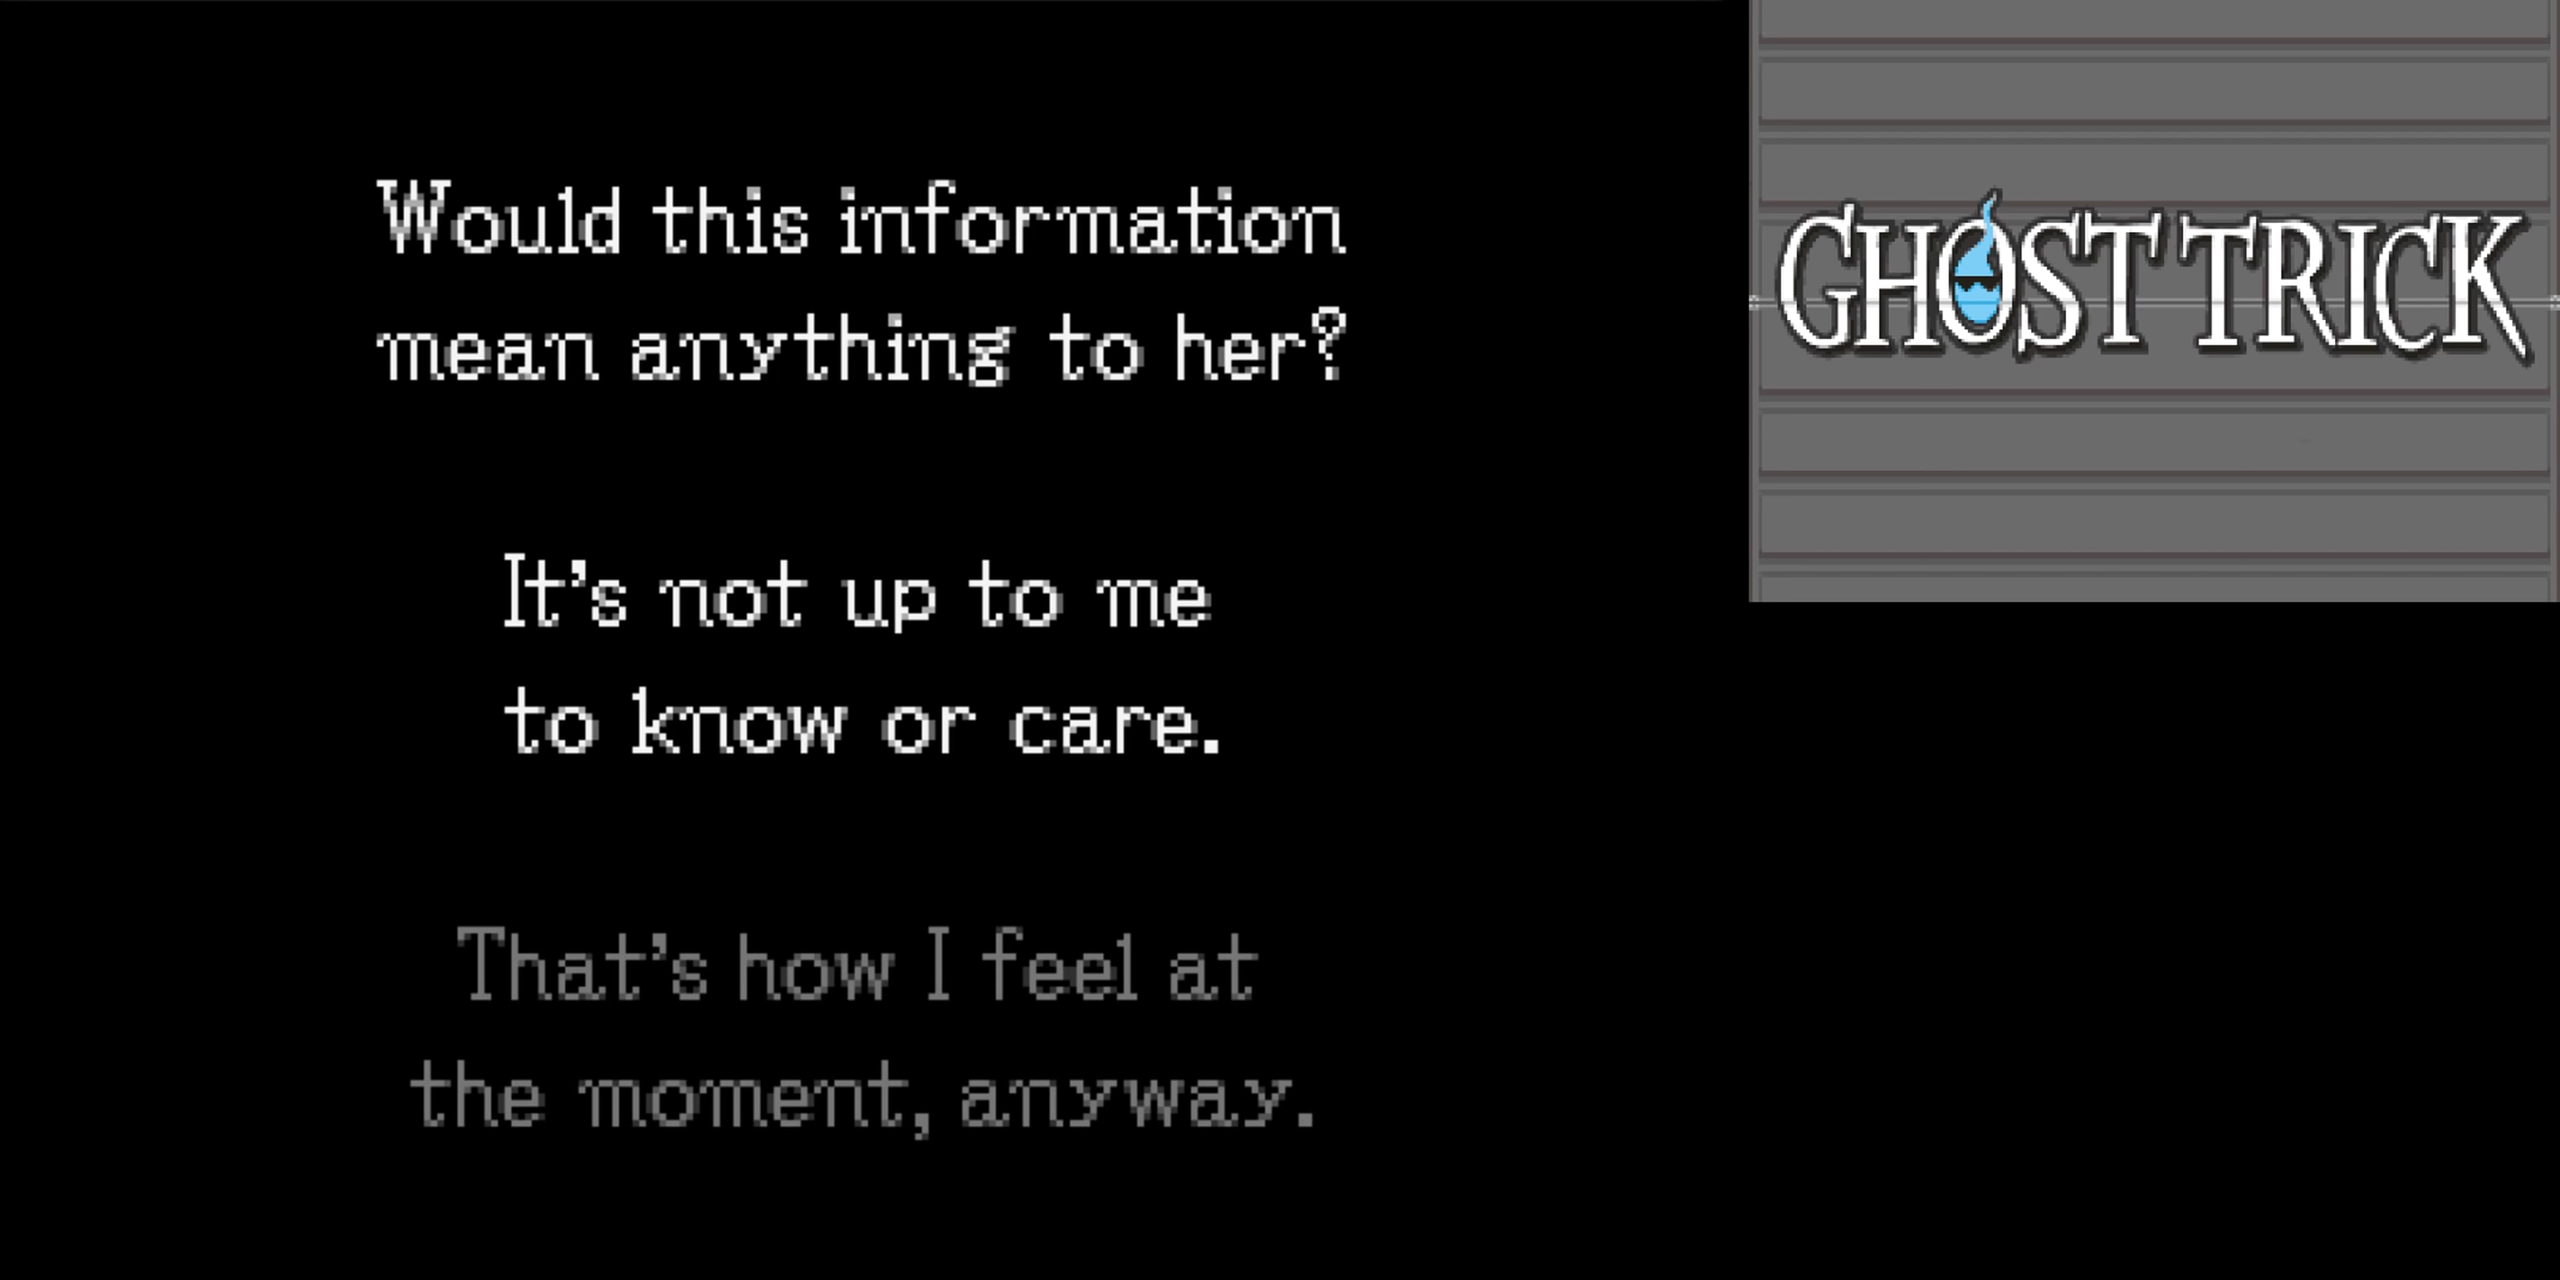 Would this information
mean anything to her?
It's not up to me
to know or care.
That's how I feel at
the moment, anyway.
GHOST TRICK